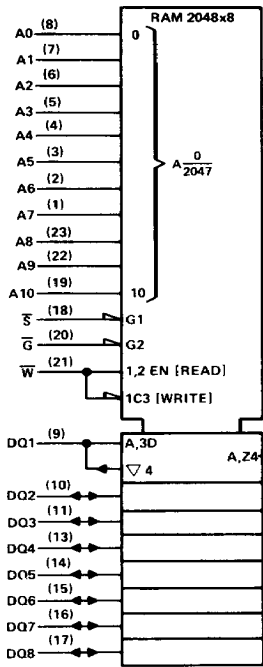 RAM 2048x8
A0 (8) 0
A1 (7)
A2 (6)
A3 (5)
A4 (4)
A5 (3) A 0/2047
A6 (2)
A7 (1)
A8 (23)
A9 (22)
A10 (19) 10
S̅ (18) G1
G̅ (20) G2
W̅ (21) 1,2 EN [READ]
1C3 [WRITE]
DQ1 (9) A,3D
A,Z4
▽ 4
DQ2 (10)
DQ3 (11)
DQ4 (13)
DQ5 (14)
DQ6 (15)
DQ7 (16)
DQ8 (17)